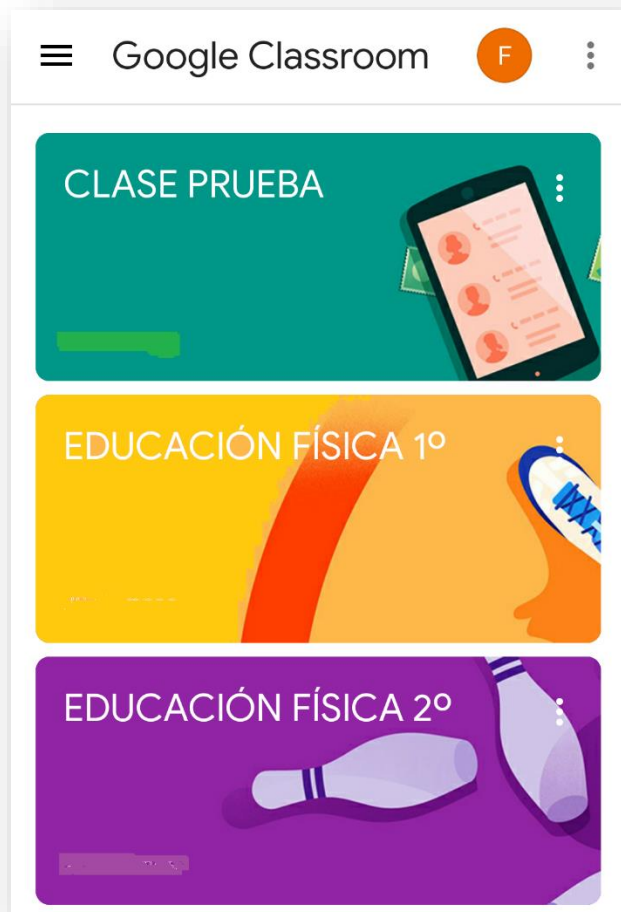 Google Classroom
F
CLASE PRUEBA
EDUCACIÓN FÍSICA 1º
EDUCACIÓN FÍSICA 2º